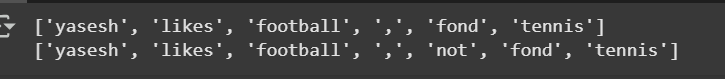 ['yasesh', 'likes', 'football', ',', 'fond', 'tennis']
['yasesh', 'likes', 'football', ',', 'not', 'fond', 'tennis']